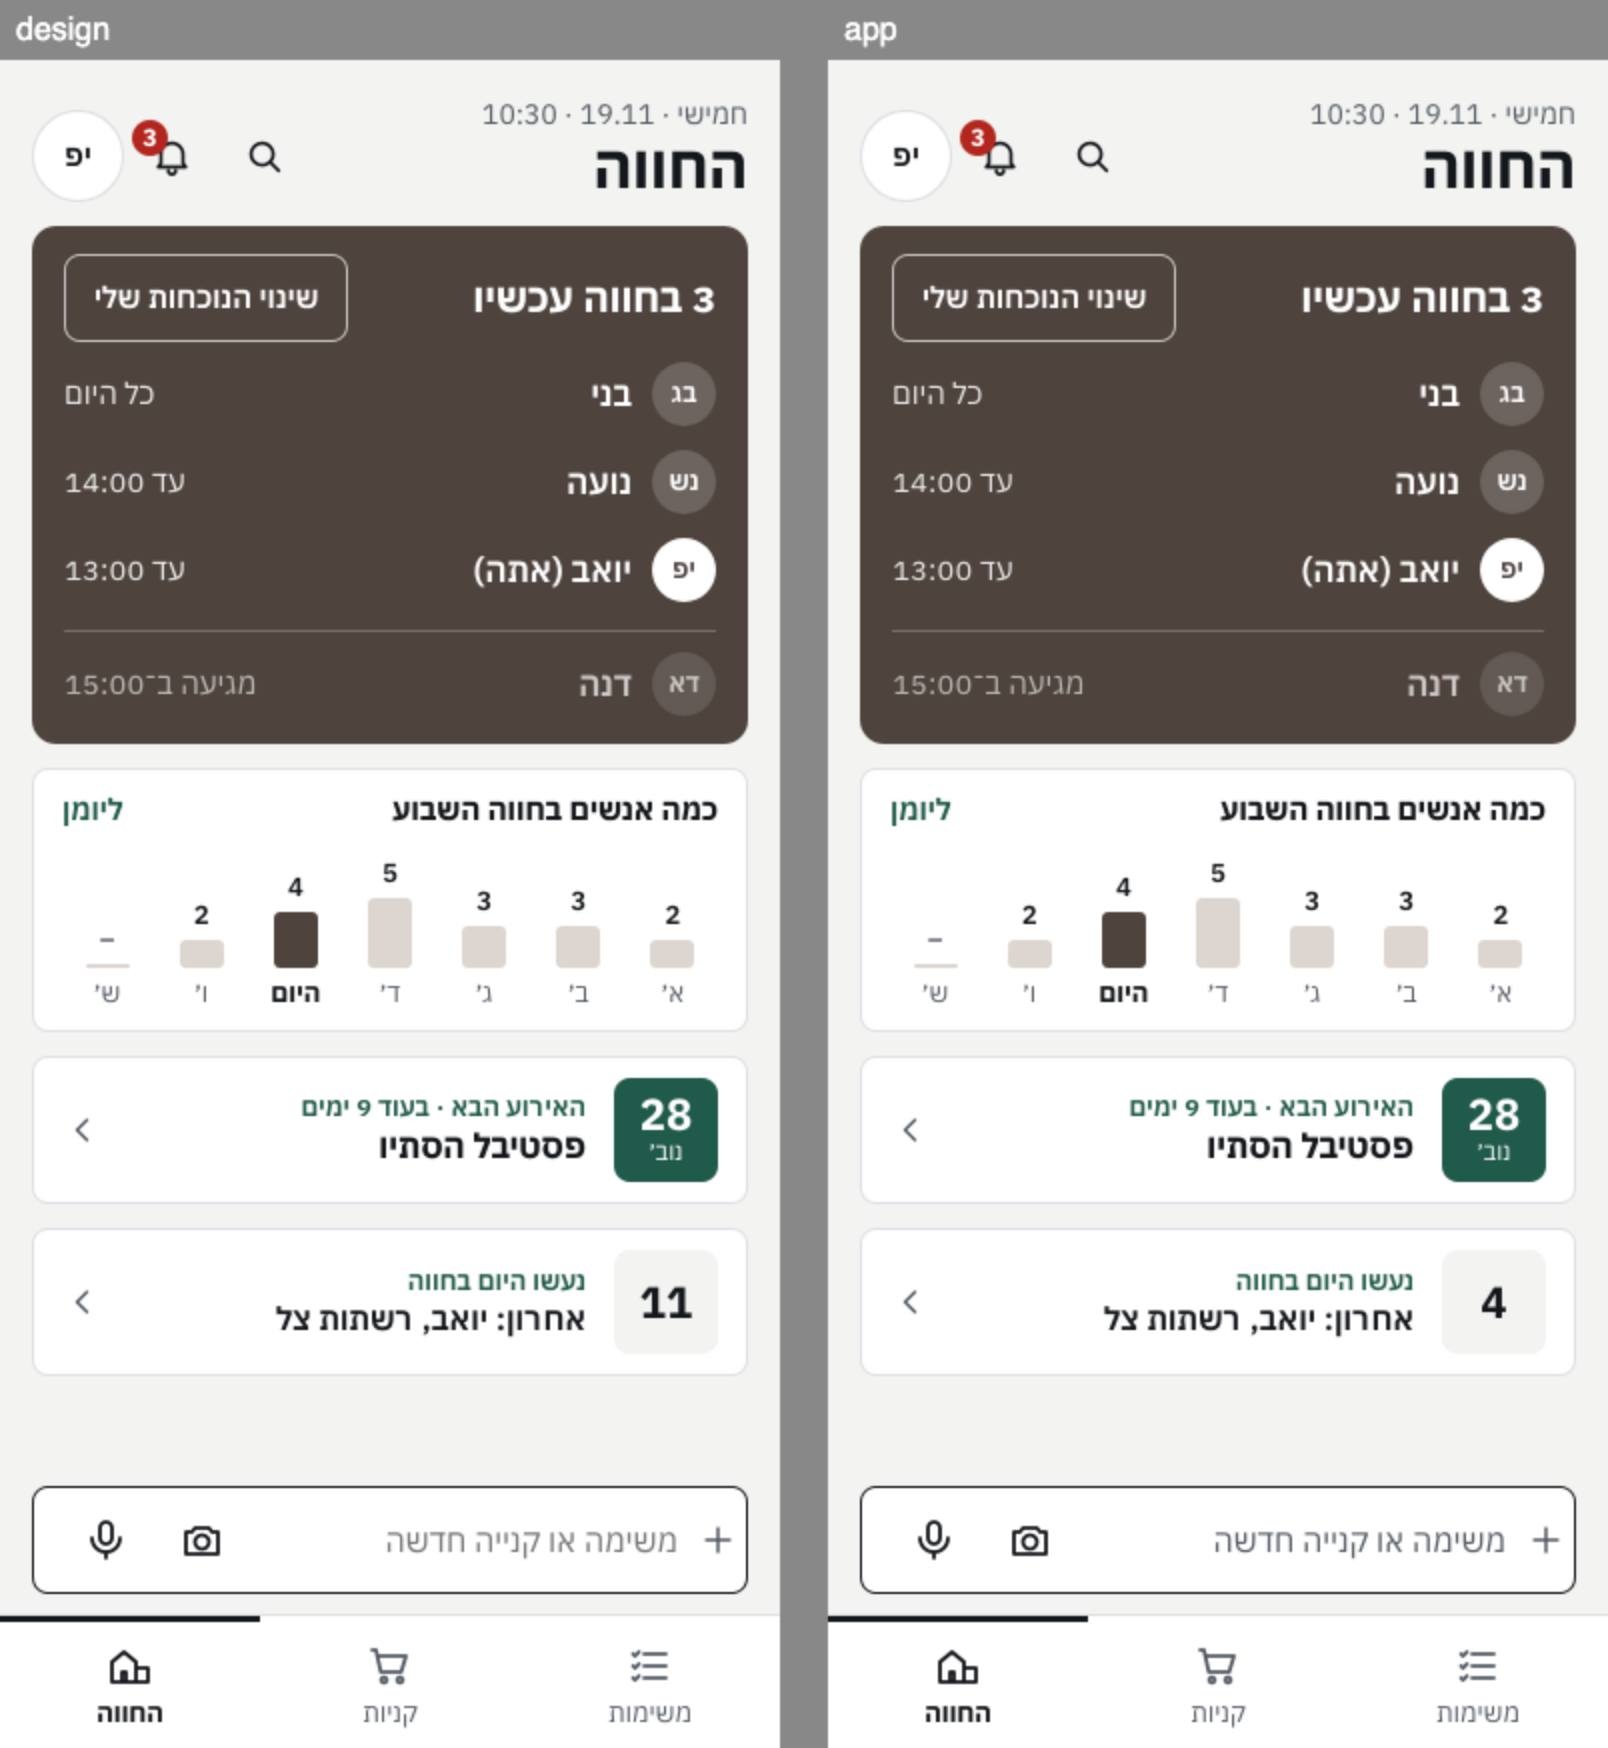 design
חמישי · 19.11 · 10:30
החווה
3
יפ
3 בחווה עכשיו
שינוי הנוכחות שלי
בג
בני
כל היום
נש
נועה
עד 14:00
יפ
יואב (אתה)
עד 13:00
דא
דנה
מגיעה ב־15:00
כמה אנשים בחווה השבוע
ליומן
2 3 3 5 4 2 –
א׳ ב׳ ג׳ ד׳ היום ו׳ ש׳
28
נוב׳
האירוע הבא · בעוד 9 ימים
פסטיבל הסתיו
11
נעשו היום בחווה
אחרון: יואב, רשתות צל
משימה או קנייה חדשה
משימות
קניות
החווה
app
חמישי · 19.11 · 10:30
החווה
3
יפ
3 בחווה עכשיו
שינוי הנוכחות שלי
בג
בני
כל היום
נש
נועה
עד 14:00
יפ
יואב (אתה)
עד 13:00
דא
דנה
מגיעה ב־15:00
כמה אנשים בחווה השבוע
ליומן
2 3 3 5 4 2 –
א׳ ב׳ ג׳ ד׳ היום ו׳ ש׳
28
נוב׳
האירוע הבא · בעוד 9 ימים
פסטיבל הסתיו
4
נעשו היום בחווה
אחרון: יואב, רשתות צל
משימה או קנייה חדשה
משימות
קניות
החווה